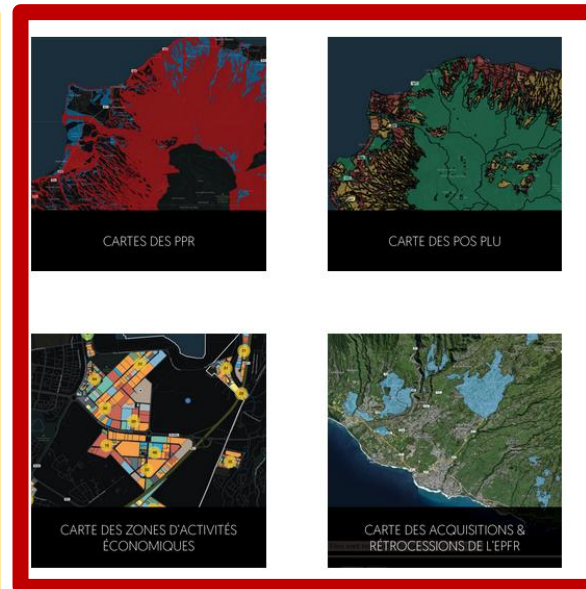 CARTES DES PPR
CARTE DES POS PLU
CARTE DES ZONES D'ACTIVITÉS
ÉCONOMIQUES
CARTE DES ACQUISITIONS &
RÉTROCESSIONS DE L'EPFR